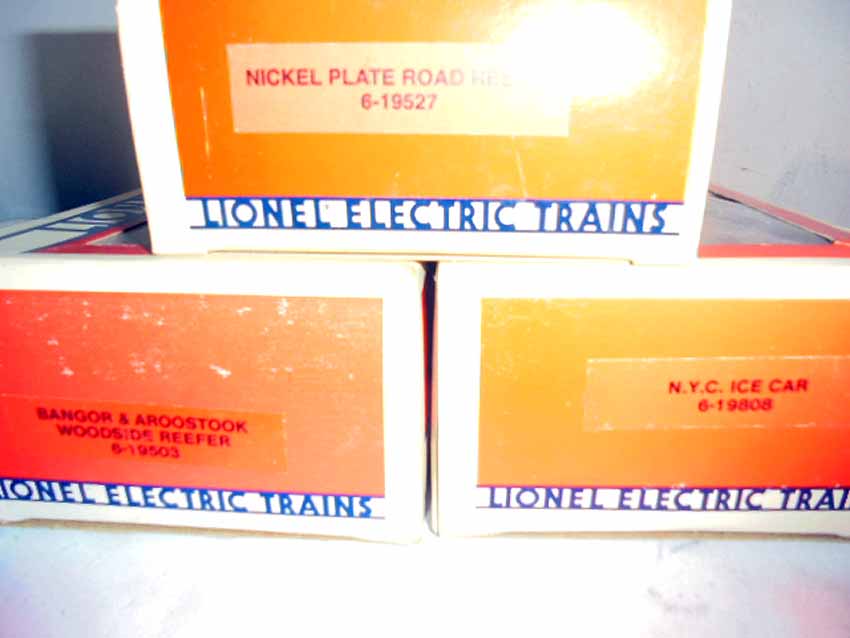 NICKEL PLATE ROAD
6-19527
LIONEL ELECTRIC TRAINS
BANGOR & AROOSTOOK
WOODSIDE REEFER
6-19503
LIONEL ELECTRIC TRAINS
N.Y.C. ICE CAR
6-19808
LIONEL ELECTRIC TRAI